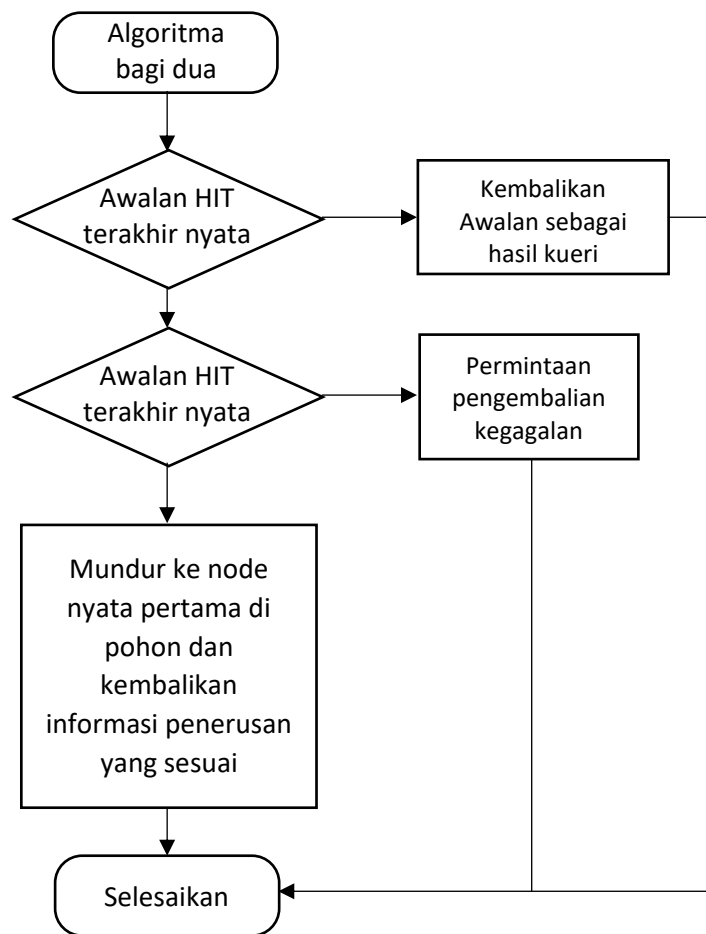 Algoritma
bagi dua
Awalan HIT
terakhir nyata
Kembalikan
Awalan sebagai
hasil kueri
Awalan HIT
terakhir nyata
Permintaan
pengembalian
kegagalan
Mundur ke node
nyata pertama di
pohon dan
kembalikan
informasi penerusan
yang sesuai
Selesaikan